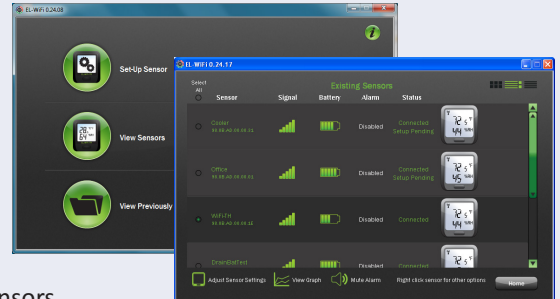 EL-WiFi 0.24.08
Set-Up Sensor
View Sensors
View Previously
EL-WiFi 0.24.17
Existing Sensors
Select
All
Sensor Signal Battery Alarm Status
Cooler Disabled Connected
Setup Pending
Office Disabled Connected
Setup Pending
WiFi-TH Disabled Connected
DrainBatTest Disabled Connected
Adjust Sensor Settings View Graph Mute Alarm Right click sensor for other options Home
nsors